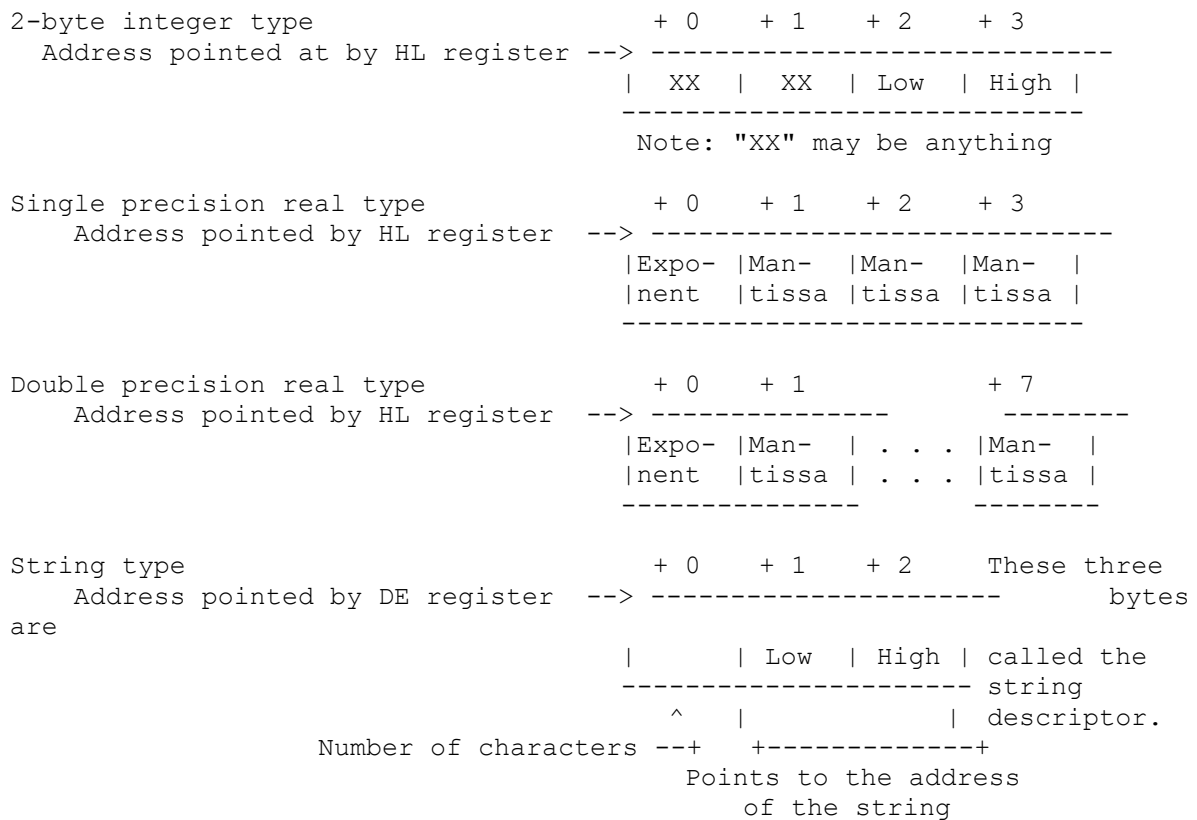 2-byte integer type                     + 0    + 1    + 2    + 3
  Address pointed at by HL register --> -----------------------------
                                      |  XX  |  XX  | Low  | High |
                                      -----------------------------
                                       Note: "XX" may be anything

Single precision real type              + 0    + 1    + 2    + 3
    Address pointed by HL register  --> -----------------------------
                                      |Expo- |Man-  |Man-  |Man-  |
                                      |nent  |tissa |tissa |tissa |
                                      -----------------------------

Double precision real type              + 0    + 1           + 7
    Address pointed by HL register  --> ---------------       --------
                                      |Expo- |Man-  | . . . |Man-  |
                                      |nent  |tissa | . . . |tissa |
                                      ---------------       --------

String type                             + 0    + 1    + 2    These three
    Address pointed by DE register  --> ----------------------       bytes
are
                                      |      | Low  | High | called the
                                      ---------------------- string
                                         ^   |             | descriptor.
                   Number of characters --+  +-------------+
                                          Points to the address
                                              of the string